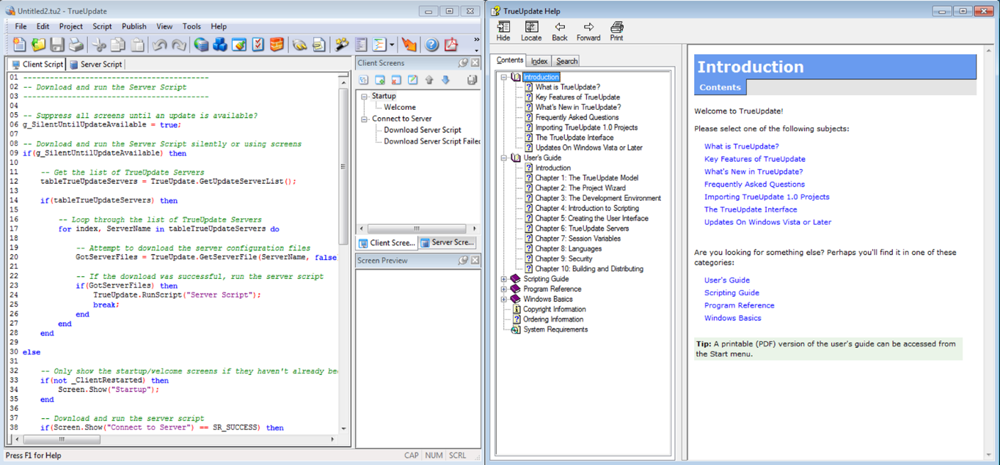 Untitled2.tu2 - TrueUpdate
File Edit Project Script Publish View Tools Help
Client Script Server Script
01 ------------------------------------------
02 -- Download and run the Server Script
03 ------------------------------------------
04
05 -- Suppress all screens until an update is available?
06 g_SilentUntilUpdateAvailable = true;
07
08 -- Download and run the Server Script silently or using screens
09 if(g_SilentUntilUpdateAvailable) then
10
11 -- Get the list of TrueUpdate Servers
12 tableTrueUpdateServers = TrueUpdate.GetUpdateServerList();
13
14 if(tableTrueUpdateServers) then
15
16 -- Loop through the list of TrueUpdate Servers
17 for index, ServerName in tableTrueUpdateServers do
18
19 -- Attempt to download the server configuration files
20 GotServerFiles = TrueUpdate.GetServerFile(ServerName, false
21
22 -- If the download was successful, run the server script
23 if(GotServerFiles) then
24 TrueUpdate.RunScript("Server Script");
25 break;
26 end
27 end
28 end
29
30 else
31
32 -- Only show the startup/welcome screens if they haven't already be
33 if(not _ClientRestarted) then
34 Screen.Show("Startup");
35 end
36
37 -- Download and run the server script
38 if(Screen.Show("Connect to Server") == SR_SUCCESS) then
Client Screens
Startup
Welcome
Connect to Server
Download Server Script
Download Server Script Failed
Client Scree... Server Scre...
Screen Preview
Press F1 for Help
CAP NUM SCRL
TrueUpdate Help
Hide Locate Back Forward Print
Contents Index Search
Introduction
What is TrueUpdate?
Key Features of TrueUpdate
What's New in TrueUpdate?
Frequently Asked Questions
Importing TrueUpdate 1.0 Projects
The TrueUpdate Interface
Updates On Windows Vista or Later
User's Guide
Introduction
Chapter 1: The TrueUpdate Model
Chapter 2: The Project Wizard
Chapter 3: The Development Environment
Chapter 4: Introduction to Scripting
Chapter 5: Creating the User Interface
Chapter 6: TrueUpdate Servers
Chapter 7: Session Variables
Chapter 8: Languages
Chapter 9: Security
Chapter 10: Building and Distributing
Scripting Guide
Program Reference
Windows Basics
Copyright Information
Ordering Information
System Requirements
Introduction
Contents
Welcome to TrueUpdate!
Please select one of the following subjects:
What is TrueUpdate?
Key Features of TrueUpdate
What's New in TrueUpdate?
Frequently Asked Questions
Importing TrueUpdate 1.0 Projects
The TrueUpdate Interface
Updates On Windows Vista or Later
Are you looking for something else? Perhaps you'll find it in one of these
categories:
User's Guide
Scripting Guide
Program Reference
Windows Basics
Tip: A printable (PDF) version of the user's guide can be accessed from
the Start menu.